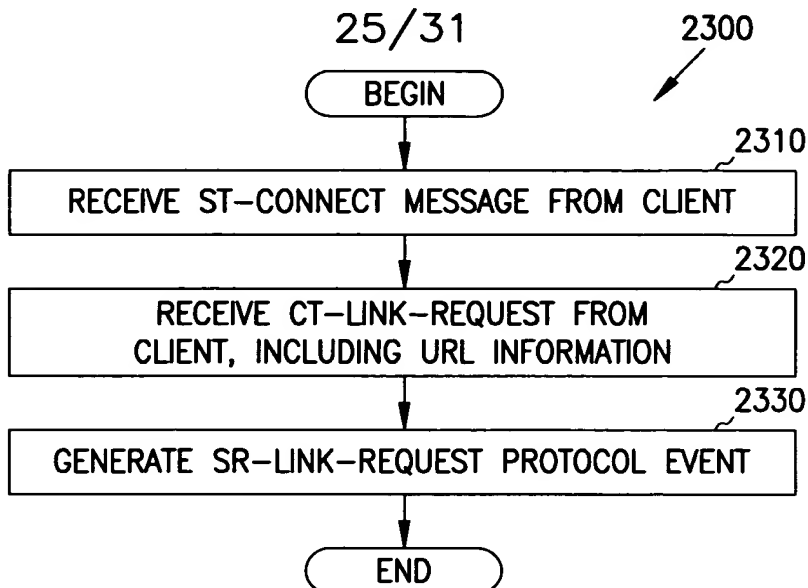 25/31
2300
BEGIN
2310
RECEIVE ST-CONNECT MESSAGE FROM CLIENT
2320
RECEIVE CT-LINK-REQUEST FROM
CLIENT, INCLUDING URL INFORMATION
2330
GENERATE SR-LINK-REQUEST PROTOCOL EVENT
END